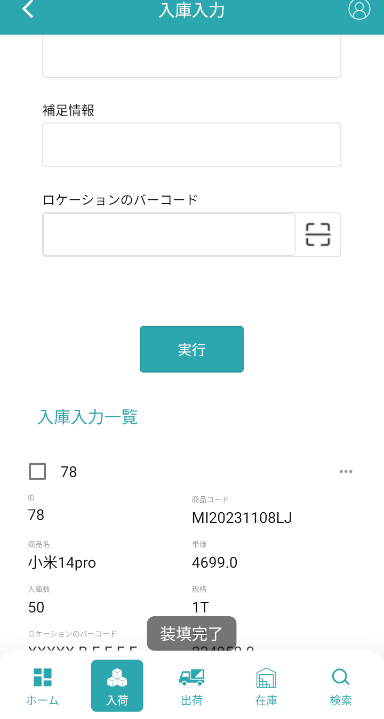 入庫入力
補足情報
ロケーションのバーコード
実行
入庫入力一覧
78
ID
78
商品コード
MI20231108LJ
商品名
小米14pro
単価
4699.0
入庫数
50
規格
1T
ロケーションのバーコード
装填完了
ホーム
入荷
出荷
在庫
検索